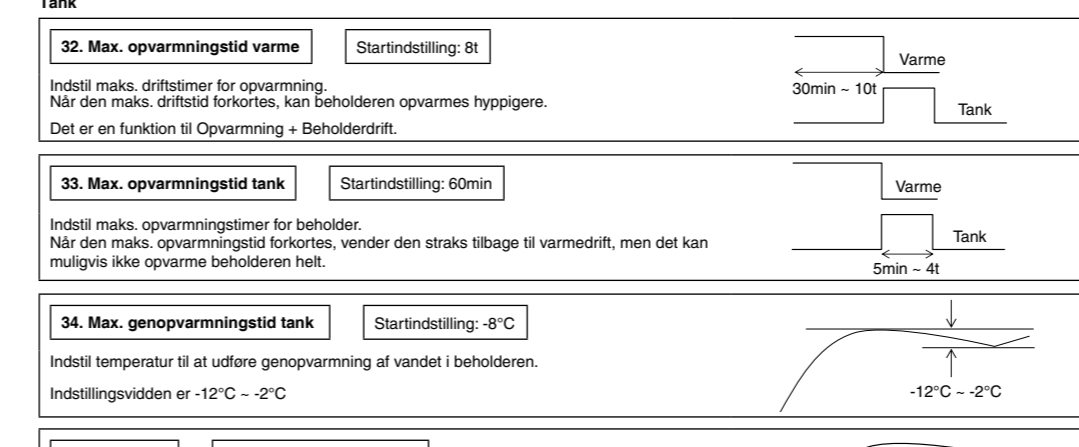 Tank
32. Max. opvarmningstid varme
Startindstilling: 8t
Indstil maks. driftstimer for opvarmning.
Når den maks. driftstid forkortes, kan beholderen opvarmes hyppigere.
Det er en funktion til Opvarmning + Beholderdrift.
Varme
30min ~ 10t
Tank
33. Max. opvarmningstid tank
Startindstilling: 60min
Indstil maks. opvarmningstimer for beholder.
Når den maks. opvarmningstid forkortes, vender den straks tilbage til varmedrift, men det kan
muligvis ikke opvarme beholderen helt.
Varme
Tank
5min ~ 4t
34. Max. genopvarmningstid tank
Startindstilling: -8°C
Indstil temperatur til at udføre genopvarmning af vandet i beholderen.
Indstillingsvidden er -12°C ~ -2°C
-12°C ~ -2°C